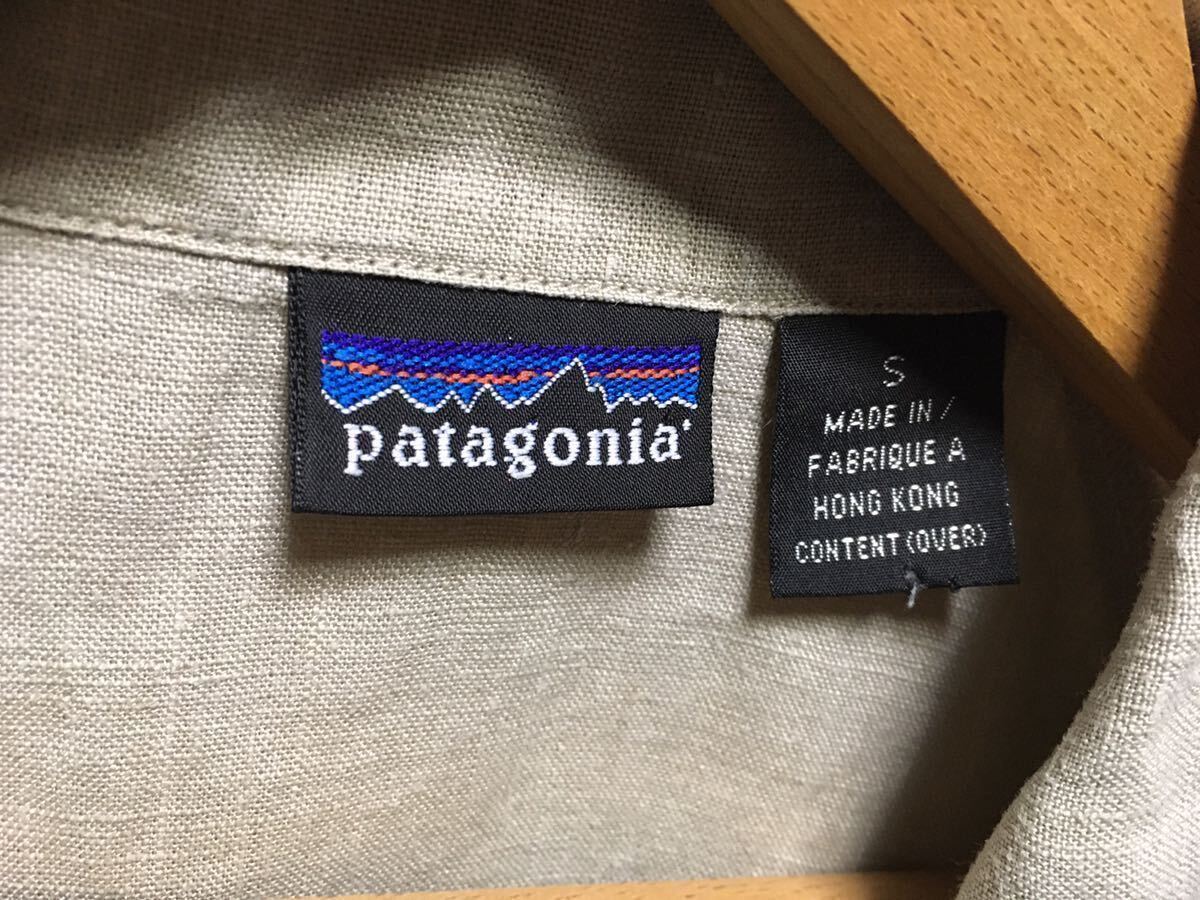 patagonia
S
MADE IN/
FABRIQUE A
HONG KONG
CONTENT (OVER)